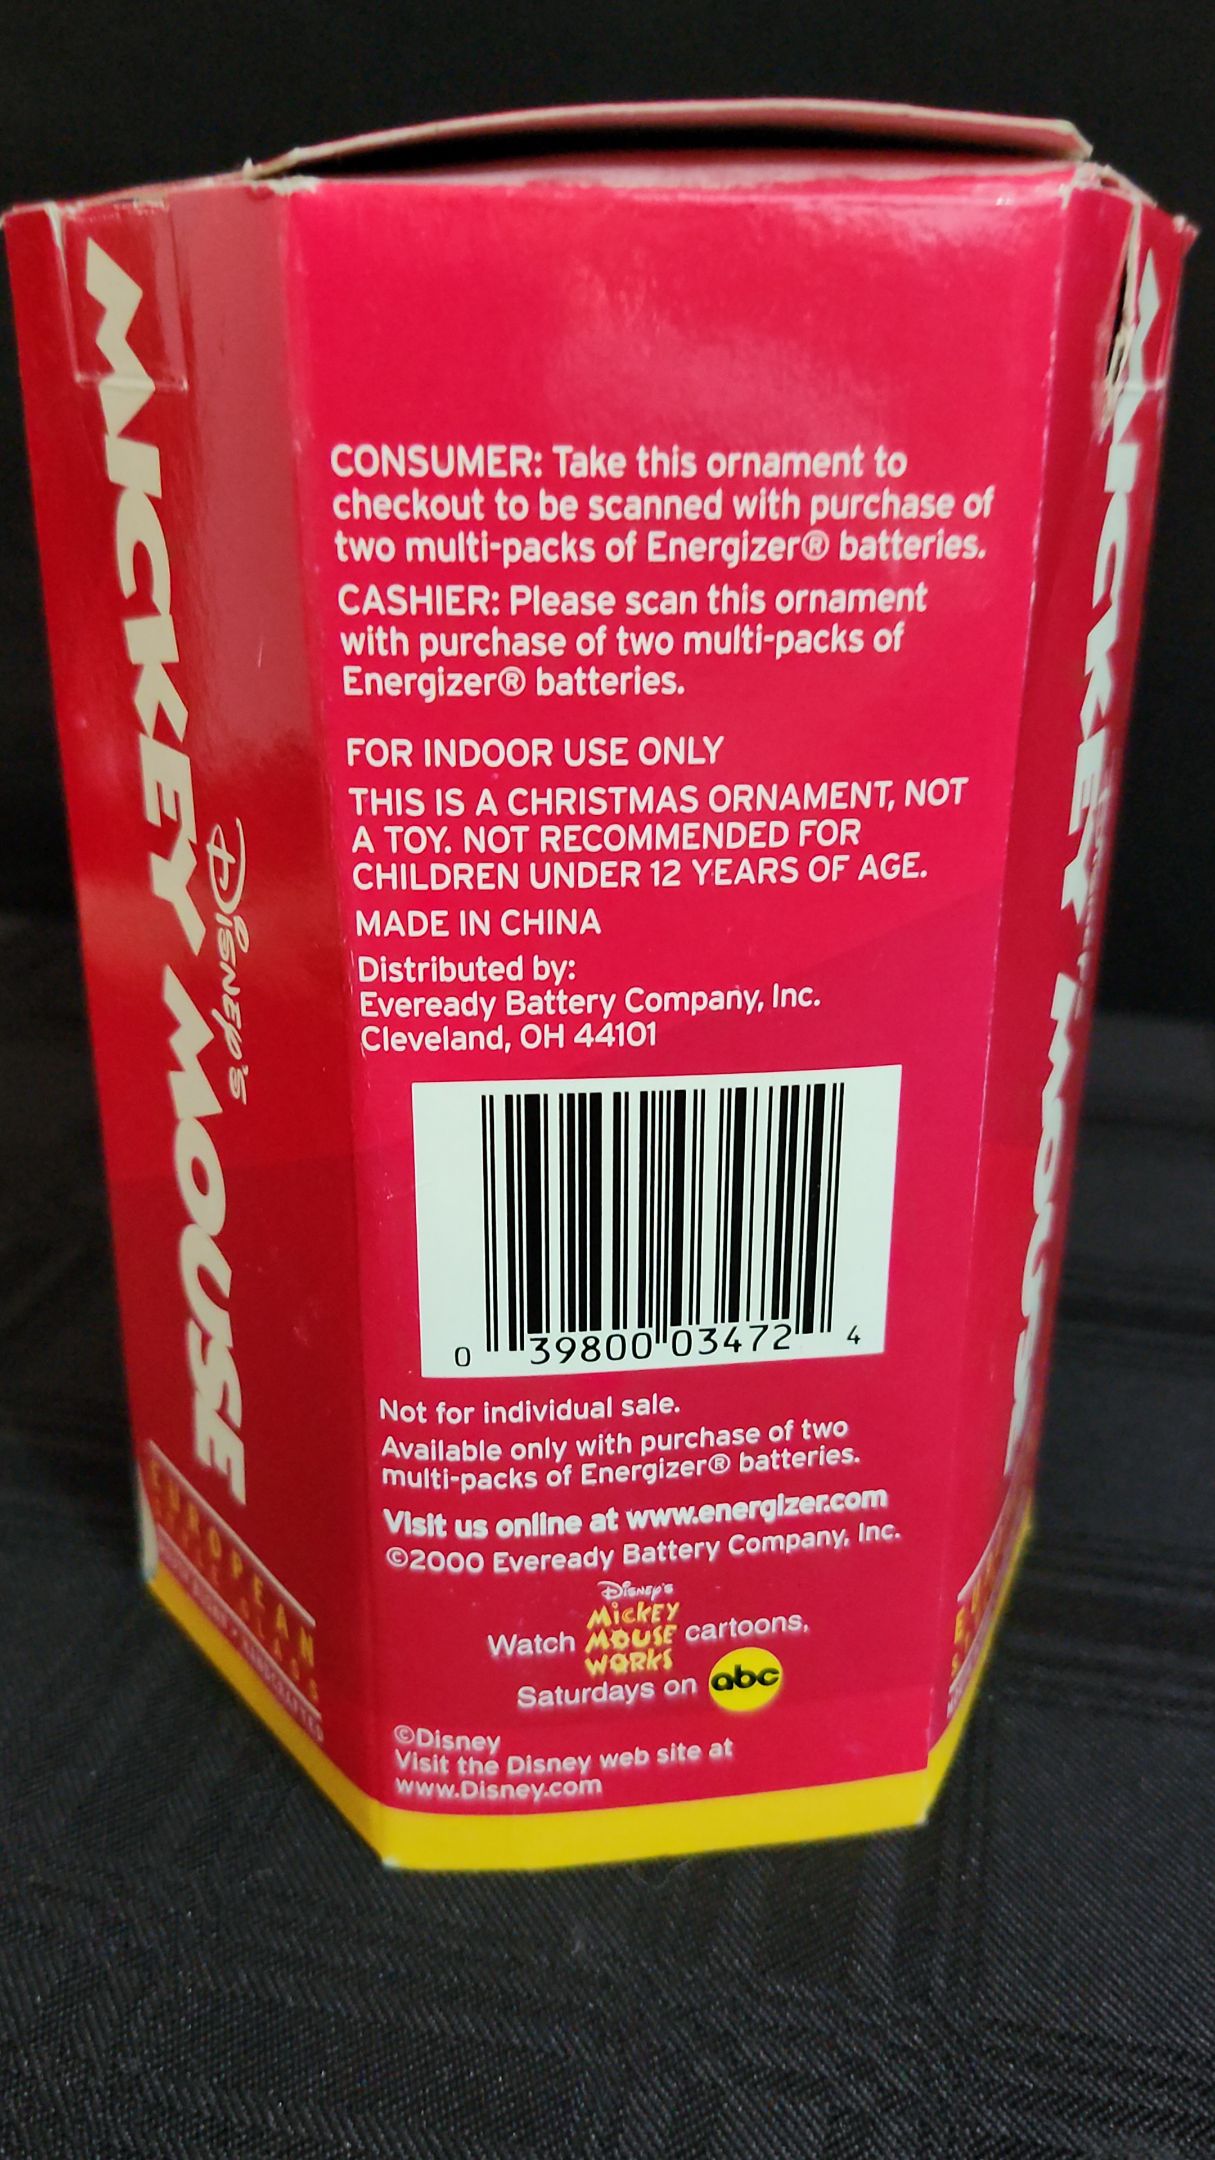 MICKEY MOUSE
DISNEY'S
EUROPEAN
CONSUMER: Take this ornament to
checkout to be scanned with purchase of
two multi-packs of Energizer® batteries.
CASHIER: Please scan this ornament
with purchase of two multi-packs of
Energizer® batteries.
FOR INDOOR USE ONLY
THIS IS A CHRISTMAS ORNAMENT, NOT
A TOY. NOT RECOMMENDED FOR
CHILDREN UNDER 12 YEARS OF AGE.
MADE IN CHINA
Distributed by:
Eveready Battery Company, Inc.
Cleveland, OH 44101
0 39800 03472 4
Not for individual sale.
Available only with purchase of two
multi-packs of Energizer® batteries.
Visit us online at www.energizer.com
©2000 Eveready Battery Company, Inc.
Watch DISNEY'S MICKEY MOUSE WORKS cartoons,
Saturdays on abc
©Disney
Visit the Disney web site at
www.Disney.com
MICKEY MOUSE